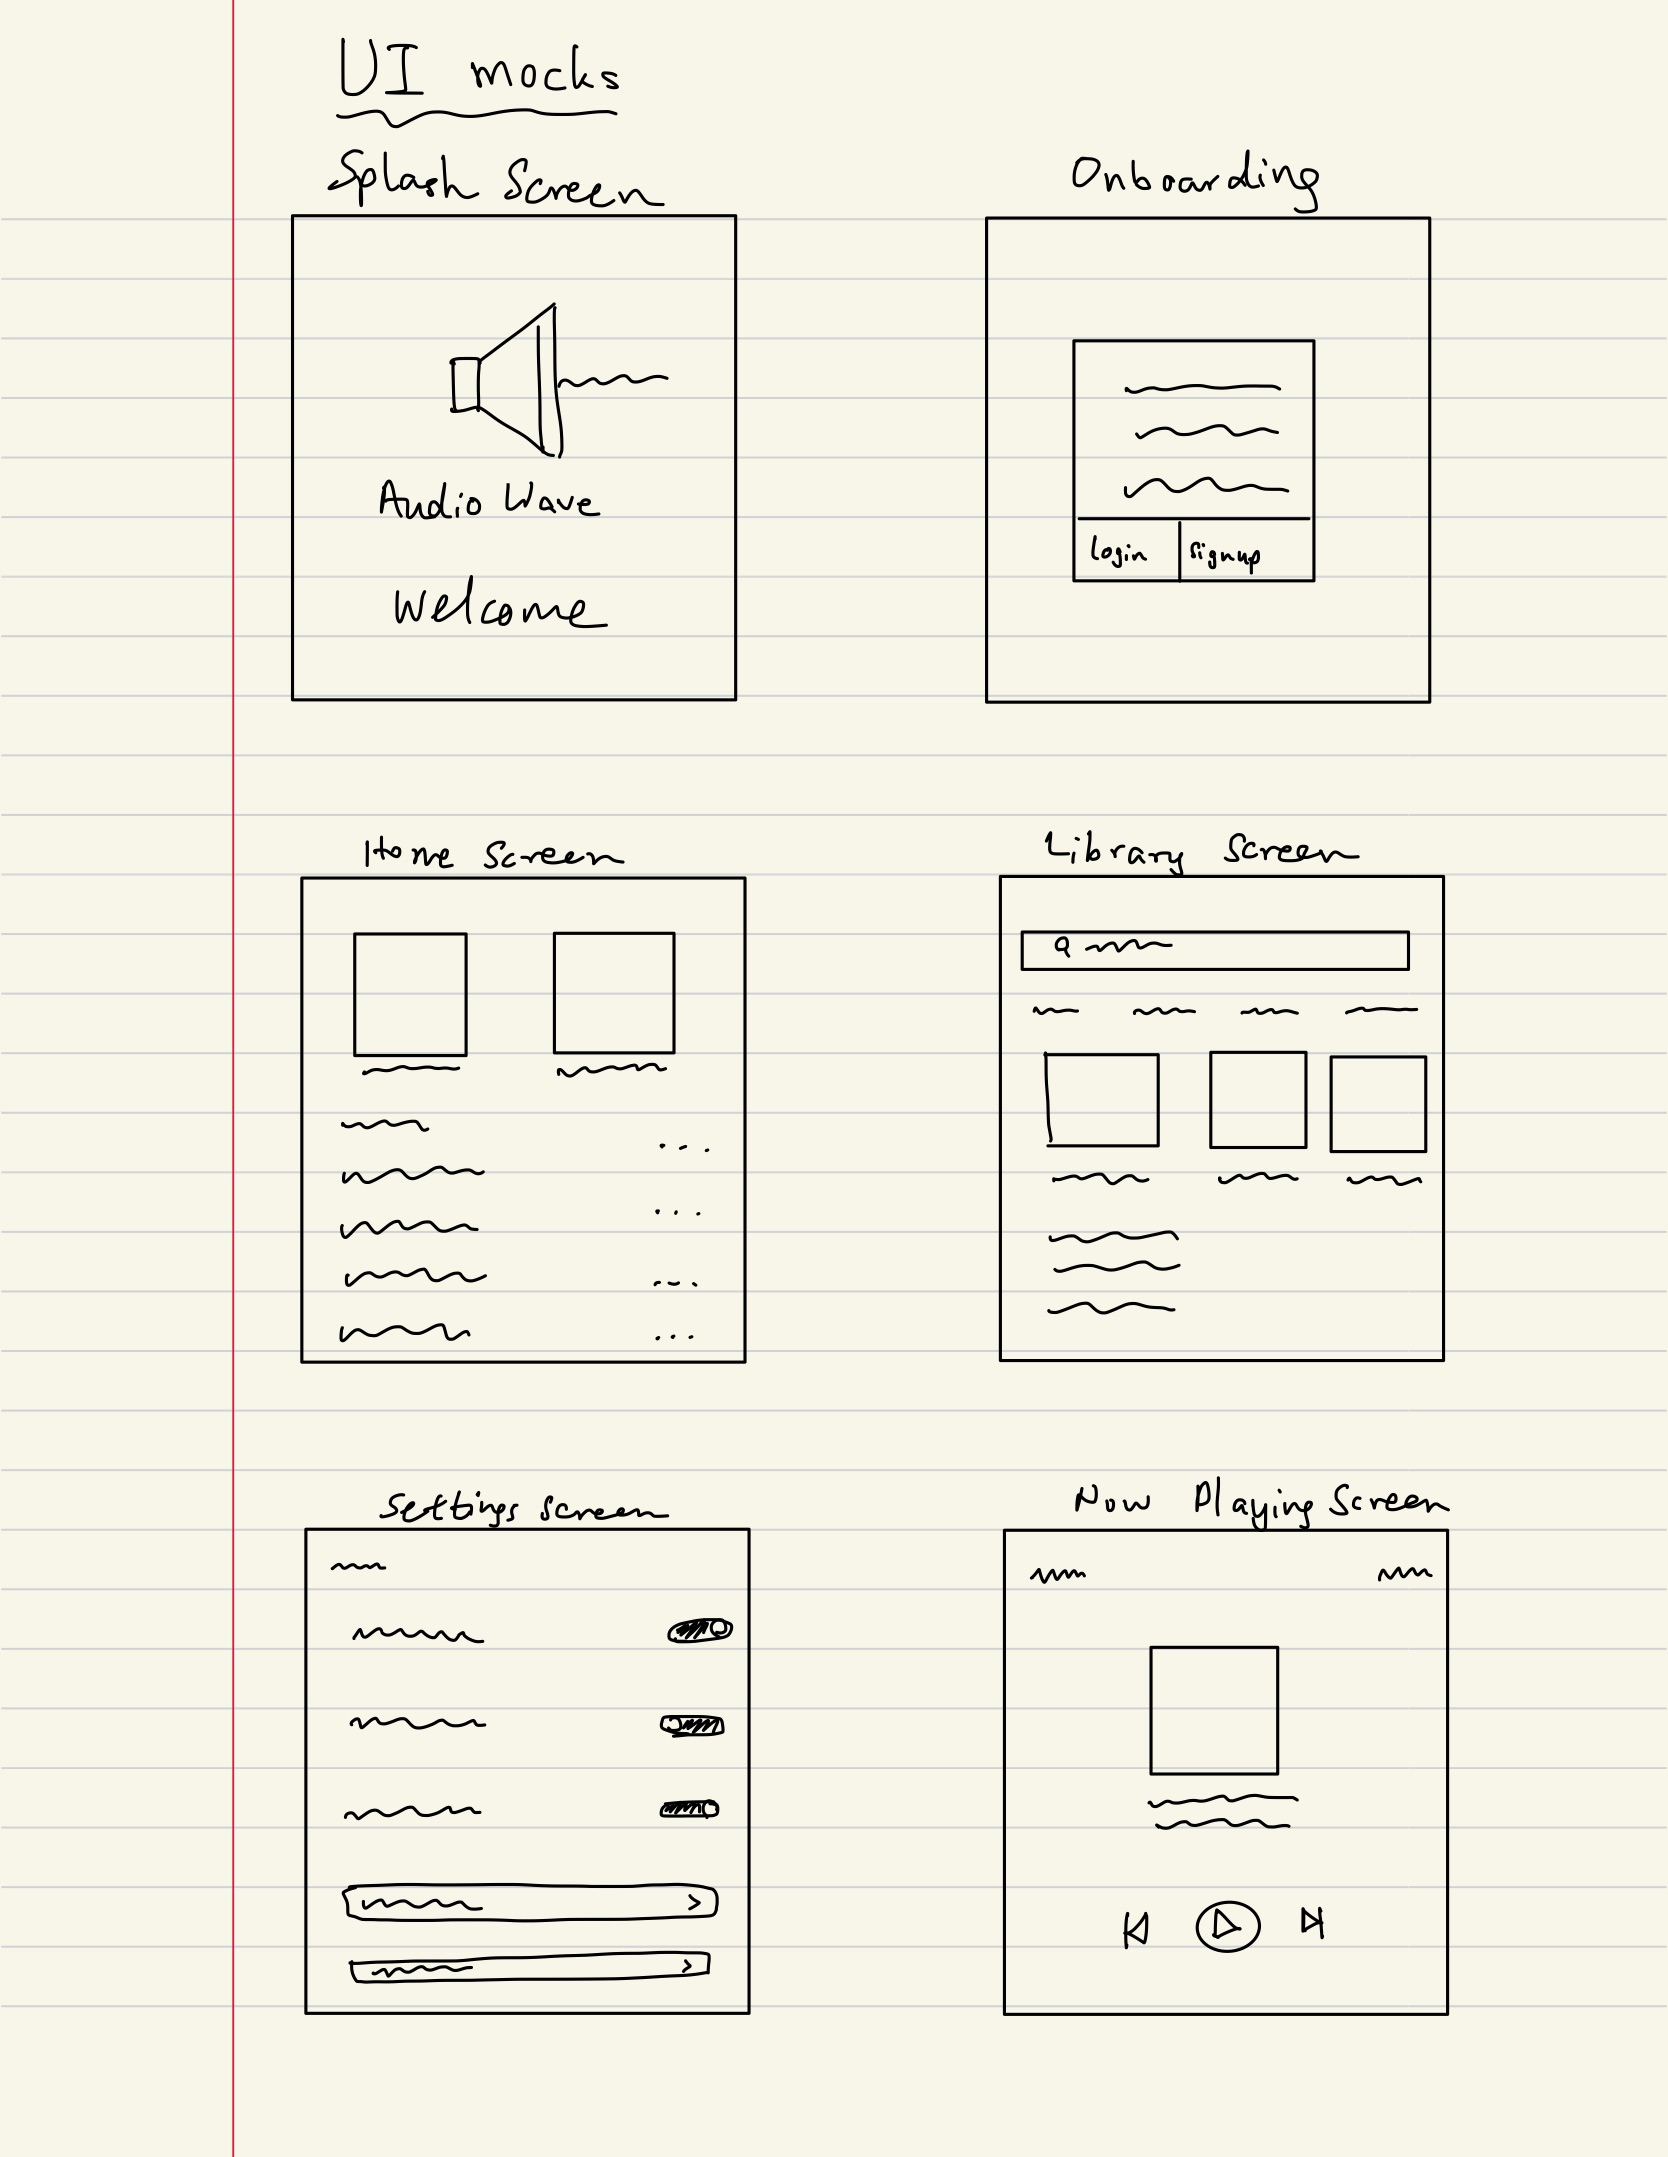 UI mocks
Splash Screen
Onboarding
Audio Wave
Welcome
login
signup
Home Screen
Library Screen
Settings Screen
Now Playing Screen